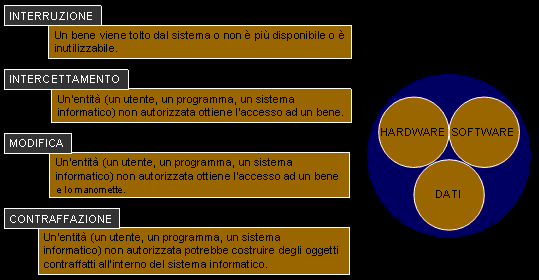 INTERRUZIONE
Un bene viene tolto dal sistema o non è più disponibile o è
inutilizzabile.
INTERCETTAMENTO
Un'entità (un utente, un programma, un sistema
informatico) non autorizzata ottiene l'accesso ad un bene.
MODIFICA
Un'entità (un utente, un programma, un sistema
informatico) non autorizzata ottiene l'accesso ad un bene
e lo manomette.
CONTRAFFAZIONE
Un'entità (un utente, un programma, un sistema
informatico) non autorizzata potrebbe costruire degli oggetti
contraffatti all'interno del sistema informatico.
HARDWARE
SOFTWARE
DATI